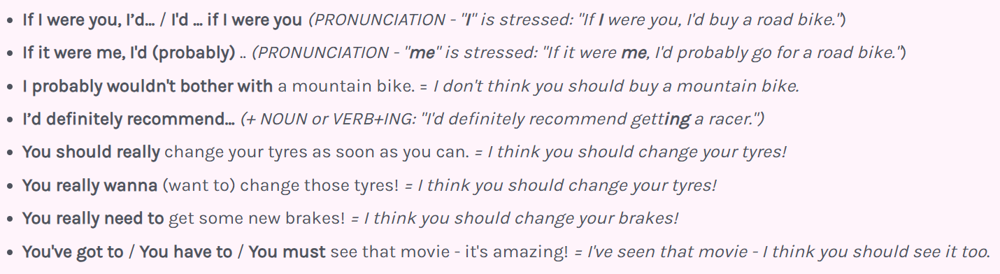 • If I were you, I’d... / I'd ... if I were you (PRONUNCIATION - "I" is stressed: "If I were you, I'd buy a road bike.")
• If it were me, I'd (probably) .. (PRONUNCIATION - "me" is stressed: "If it were me, I'd probably go for a road bike.")
• I probably wouldn't bother with a mountain bike. = I don't think you should buy a mountain bike.
• I’d definitely recommend... (+ NOUN or VERB+ING: "I'd definitely recommend getting a racer.")
• You should really change your tyres as soon as you can. = I think you should change your tyres!
• You really wanna (want to) change those tyres! = I think you should change your tyres!
• You really need to get some new brakes! = I think you should change your brakes!
• You've got to / You have to / You must see that movie - it's amazing! = I've seen that movie - I think you should see it too.